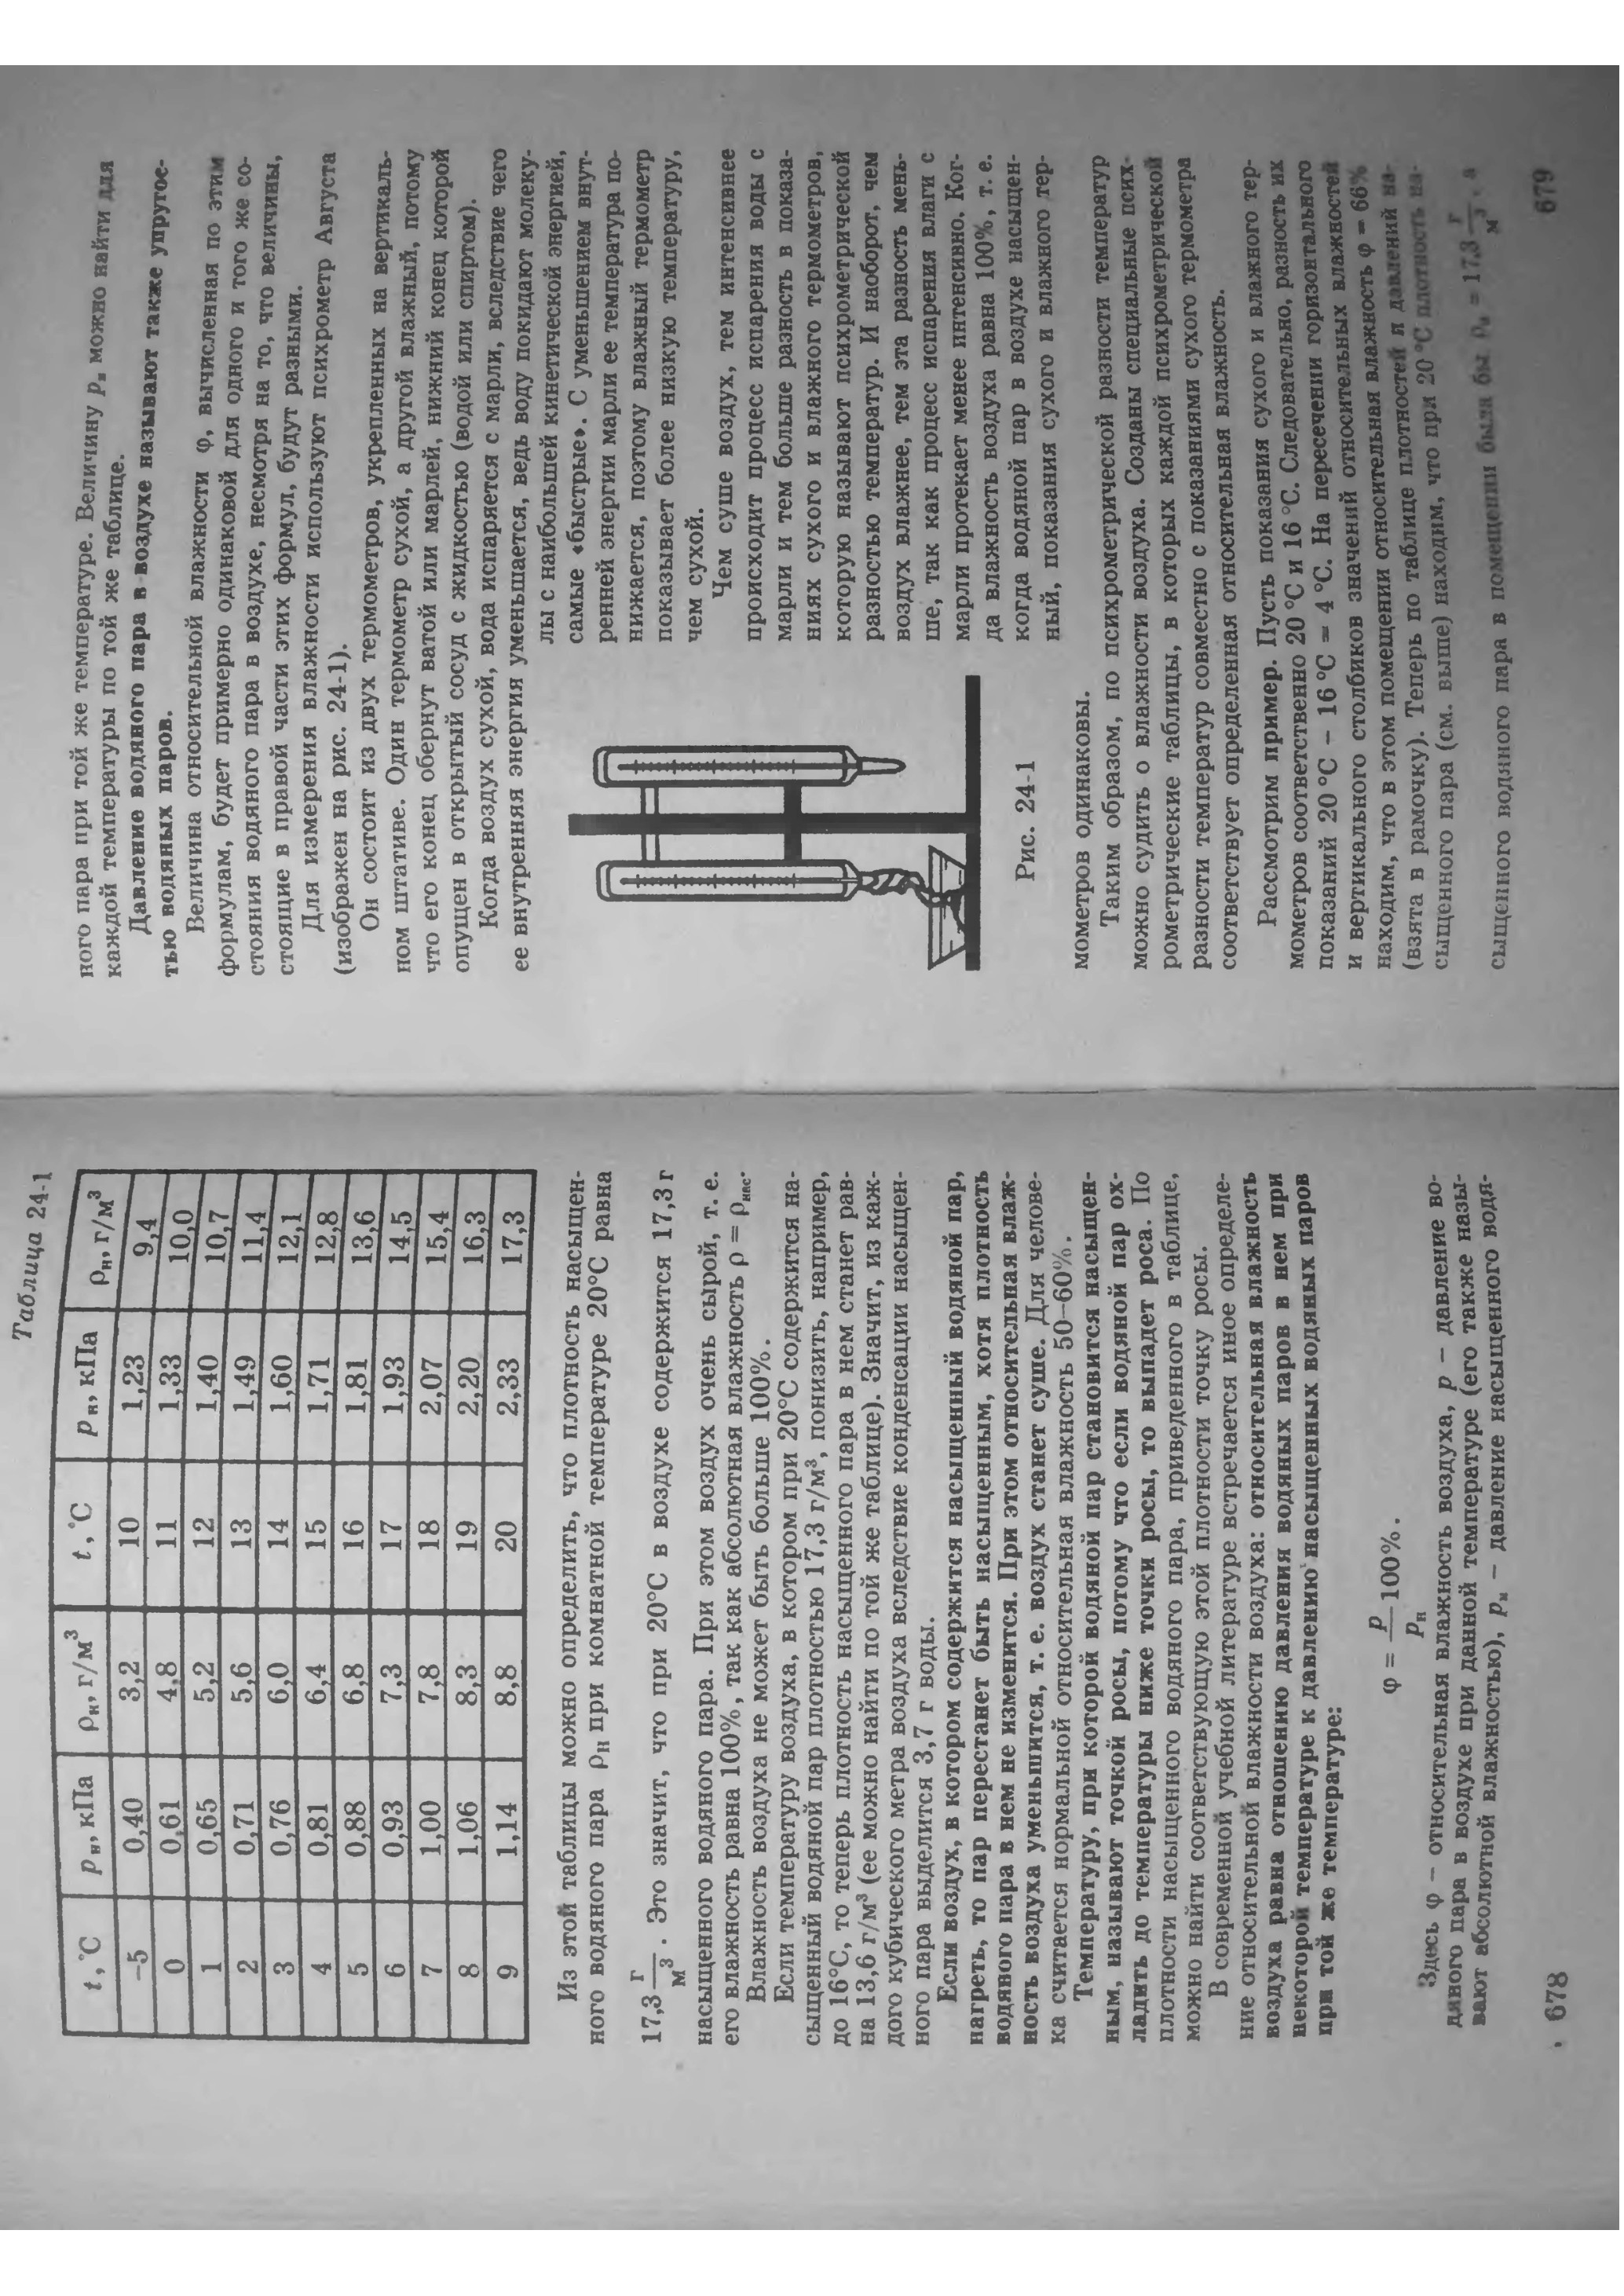 Таблица 24-1
t, °C | pн, кПа | ρн, г/м³ | t, °C | pн, кПа | ρн, г/м³
–5 | 0,40 | 3,2 | 10 | 1,23 | 9,4
0 | 0,61 | 4,8 | 11 | 1,33 | 10,0
1 | 0,65 | 5,2 | 12 | 1,40 | 10,7
2 | 0,71 | 5,6 | 13 | 1,49 | 11,4
3 | 0,76 | 6,0 | 14 | 1,60 | 12,1
4 | 0,81 | 6,4 | 15 | 1,71 | 12,8
5 | 0,88 | 6,8 | 16 | 1,81 | 13,6
6 | 0,93 | 7,3 | 17 | 1,93 | 14,5
7 | 1,00 | 7,8 | 18 | 2,07 | 15,4
8 | 1,06 | 8,3 | 19 | 2,20 | 16,3
9 | 1,14 | 8,8 | 20 | 2,33 | 17,3
Из этой таблицы можно определить, что плотность насыщен-
ного водяного пара ρн при комнатной температуре 20°С равна
17,3 г/м³. Это значит, что при 20°С в воздухе содержится 17,3 г
насыщенного водяного пара. При этом воздух очень сырой, т. е.
его влажность равна 100%, так как абсолютная влажность ρ = ρнас.
Влажность воздуха не может быть больше 100%.
Если температуру воздуха, в котором при 20°С содержится на-
сыщенный водяной пар плотностью 17,3 г/м³, понизить, например,
до 16°С, то теперь плотность насыщенного пара в нем станет рав-
на 13,6 г/м³ (ее можно найти по той же таблице). Значит, из каж-
дого кубического метра воздуха вследствие конденсации насыщен-
ного пара выделится 3,7 г воды.
Если воздух, в котором содержится насыщенный водяной пар,
нагреть, то пар перестанет быть насыщенным, хотя плотность
водяного пара в нем не изменится. При этом относительная влаж-
ность воздуха уменьшится, т. е. воздух станет суше. Для челове-
ка считается нормальной относительная влажность 50–60%.
Температуру, при которой водяной пар становится насыщен-
ным, называют точкой росы, потому что если водяной пар ох-
ладить до температуры ниже точки росы, то выпадет роса. По
плотности насыщенного водяного пара, приведенного в таблице,
можно найти соответствующую этой плотности точку росы.
В современной учебной литературе встречается иное определе-
ние относительной влажности воздуха: относительная влажность
воздуха равна отношению давления водяных паров в нем при
некоторой температуре к давлению насыщенных водяных паров
при той же температуре:
φ = p/pн 100%.
Здесь φ – относительная влажность воздуха, p – давление во-
дяного пара в воздухе при данной температуре (его также назы-
вают абсолютной влажностью), pн – давление насыщенного водя-
678
ного пара при той же температуре. Величину pн можно найти для
каждой температуры по той же таблице.
Давление водяного пара в воздухе называют также упругос-
тью водяных паров.
Величина относительной влажности φ, вычисленная по этим
формулам, будет примерно одинаковой для одного и того же со-
стояния водяного пара в воздухе, несмотря на то, что величины,
стоящие в правой части этих формул, будут разными.
Для измерения влажности используют психрометр Августа
(изображен на рис. 24-1).
Он состоит из двух термометров, укрепленных на вертикаль-
ном штативе. Один термометр сухой, а другой влажный, потому
что его конец обернут ватой или марлей, нижний конец которой
опущен в открытый сосуд с жидкостью (водой или спиртом).
Когда воздух сухой, вода испаряется с марли, вследствие чего
ее внутренняя энергия уменьшается, ведь воду покидают молеку-
лы с наибольшей кинетической энергией,
самые «быстрые». С уменьшением внут-
ренней энергии марли ее температура по-
нижается, поэтому влажный термометр
показывает более низкую температуру,
чем сухой.
Чем суше воздух, тем интенсивнее
происходит процесс испарения воды с
марли и тем больше разность в показа-
ниях сухого и влажного термометров,
которую называют психрометрической
разностью температур. И наоборот, чем
воздух влажнее, тем эта разность мень-
ше, так как процесс испарения влаги с
марли протекает менее интенсивно. Ког-
да влажность воздуха равна 100%, т. е.
когда водяной пар в воздухе насыщен-
ный, показания сухого и влажного тер-
Рис. 24-1
мометров одинаковы.
Таким образом, по психрометрической разности температур
можно судить о влажности воздуха. Созданы специальные псих-
рометрические таблицы, в которых каждой психрометрической
разности температур совместно с показаниями сухого термометра
соответствует определенная относительная влажность.
Рассмотрим пример. Пусть показания сухого и влажного тер-
мометров соответственно 20 °С и 16 °С. Следовательно, разность их
показаний 20 °С – 16 °С = 4 °С. На пересечении горизонтального
и вертикального столбиков значений относительных влажностей
находим, что в этом помещении относительная влажность φ = 66%
(взята в рамочку). Теперь по таблице плотностей и давлений на-
сыщенного пара (см. выше) находим, что при 20 °С плотность на-
сыщенного водяного пара в помещении была бы ρн = 17,3 г/м³, а
679